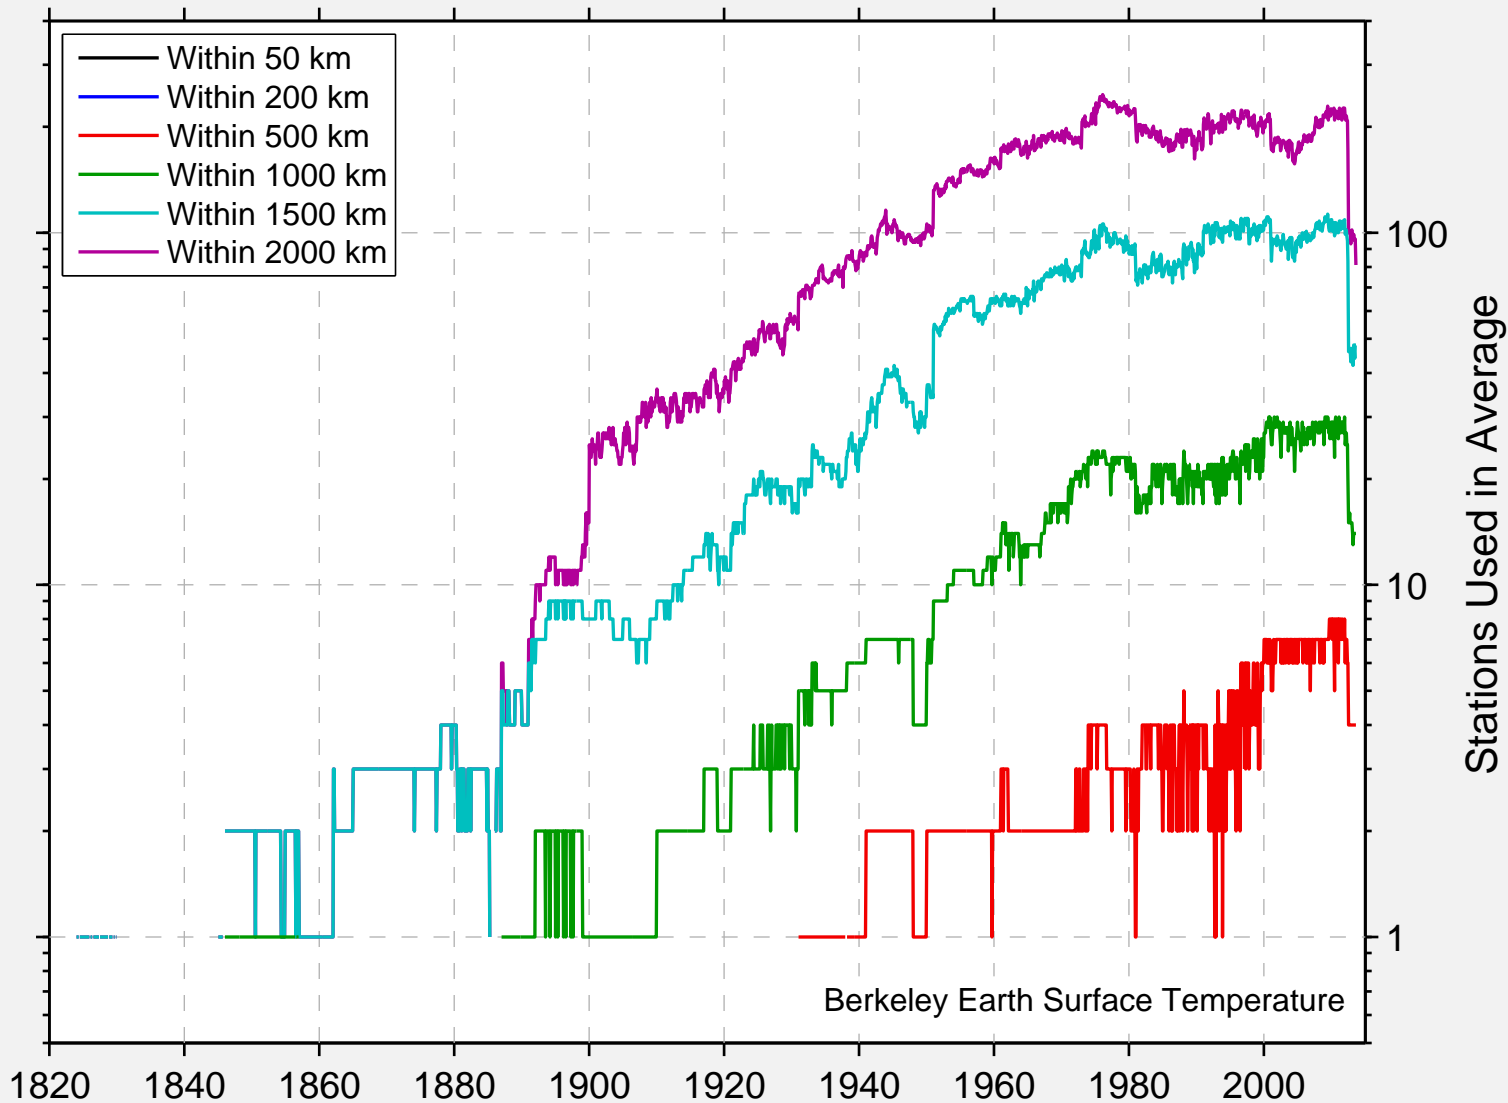 Within 50 km
Within 200 km
Within 500 km
Within 1000 km
Within 1500 km
Within 2000 km
100
10
1
Stations Used in Average
Berkeley Earth Surface Temperature
1820 1840 1860 1880 1900 1920 1940 1960 1980 2000